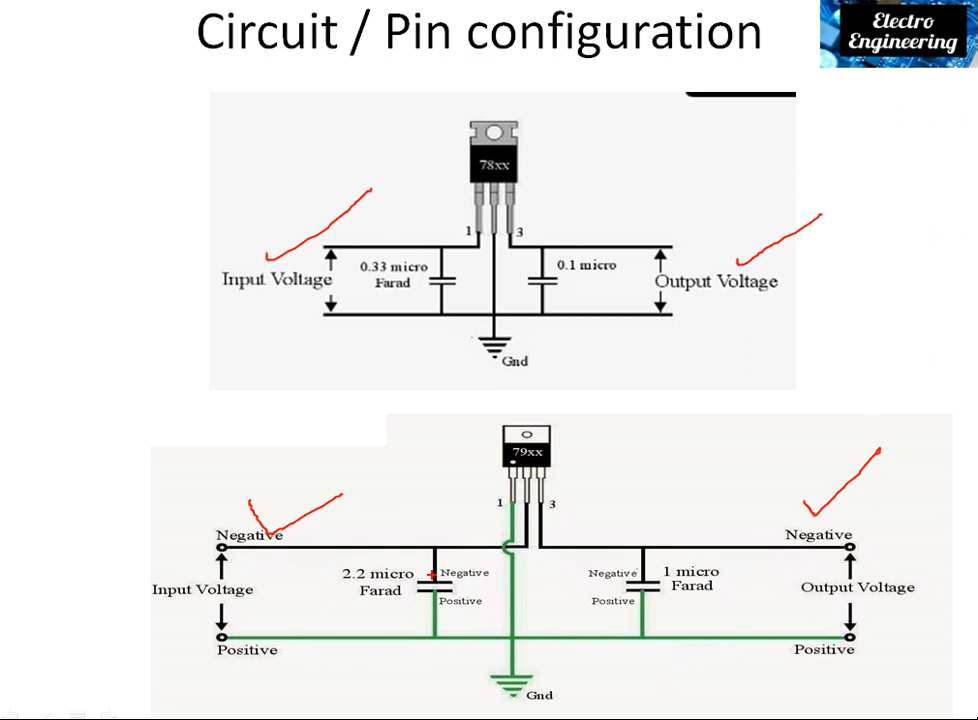 Circuit / Pin configuration
Electro
Engineering
78xx
1
3
0.33 micro
Farad
0.1 micro
Input Voltage
Output Voltage
Gnd
79xx
1
3
Negative
Negative
2.2 micro
Farad
Negative
Positive
Negative
Positive
1 micro
Farad
Input Voltage
Output Voltage
Positive
Positive
Gnd